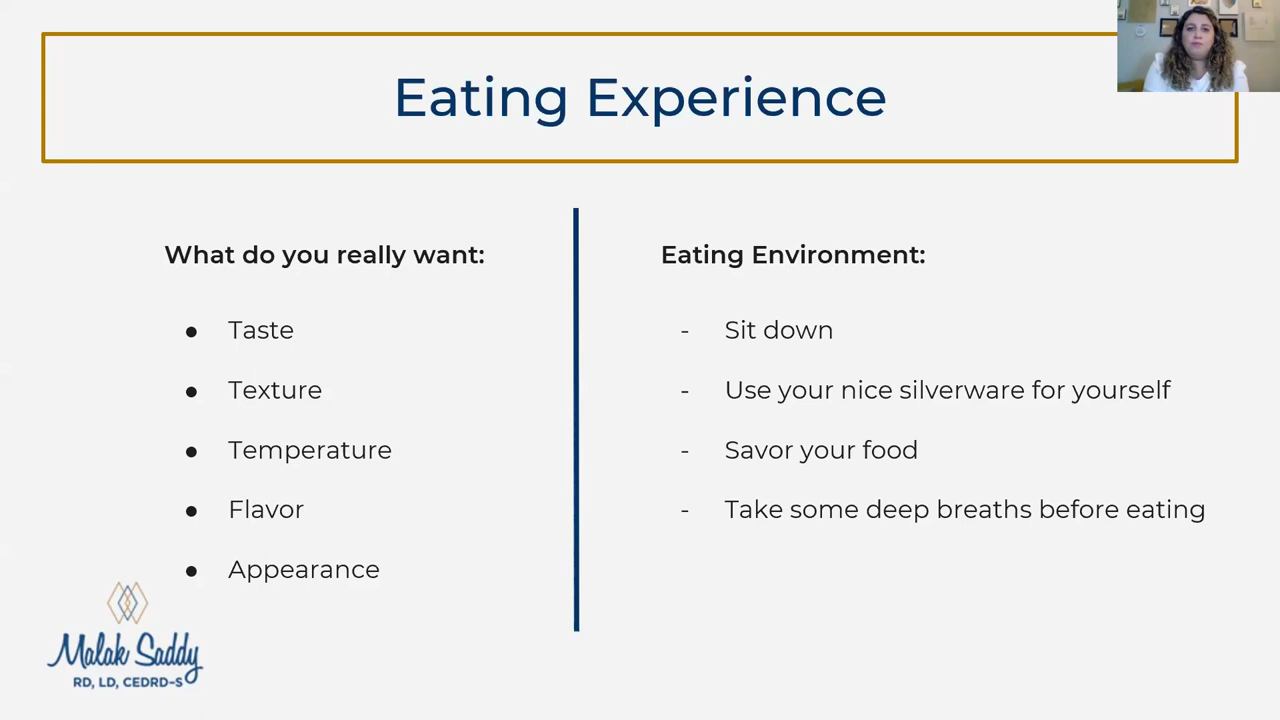 Eating Experience
What do you really want:
● Taste
● Texture
● Temperature
● Flavor
● Appearance
Eating Environment:
- Sit down
- Use your nice silverware for yourself
- Savor your food
- Take some deep breaths before eating
Malak Saddy
RD, LD, CEDRD-S